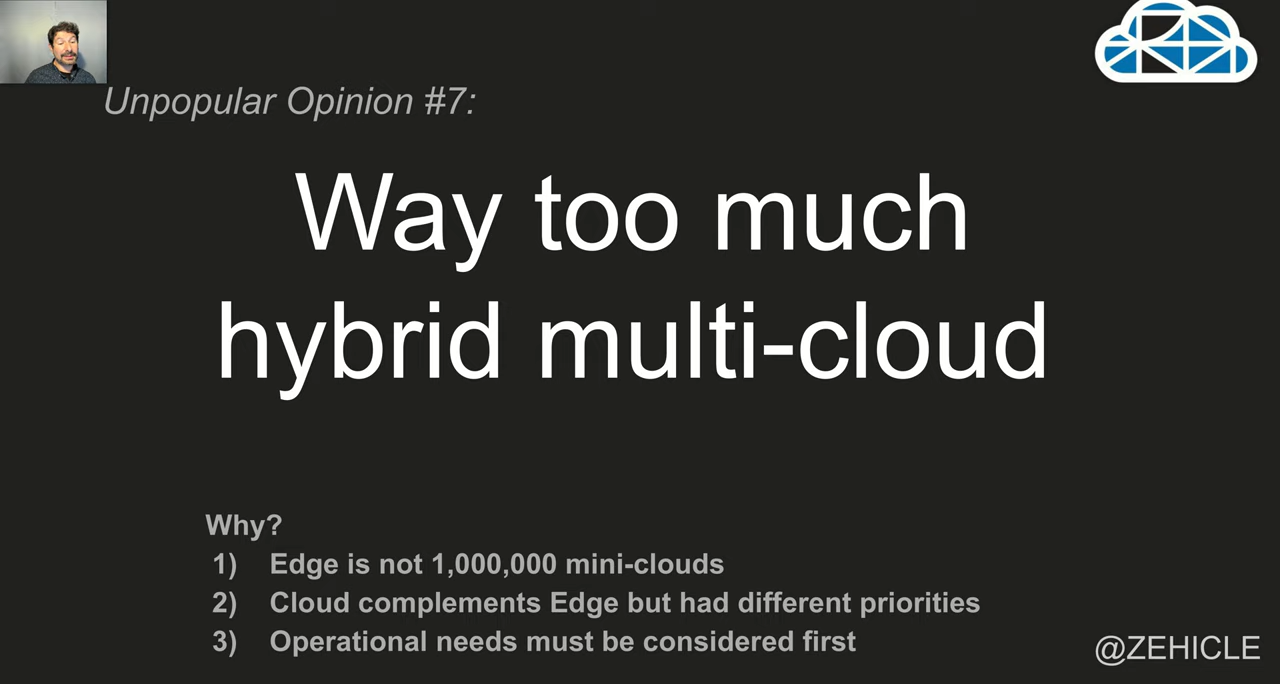 Unpopular Opinion #7:
Way too much
hybrid multi-cloud
Why?
1) Edge is not 1,000,000 mini-clouds
2) Cloud complements Edge but had different priorities
3) Operational needs must be considered first
@ZEHICLE